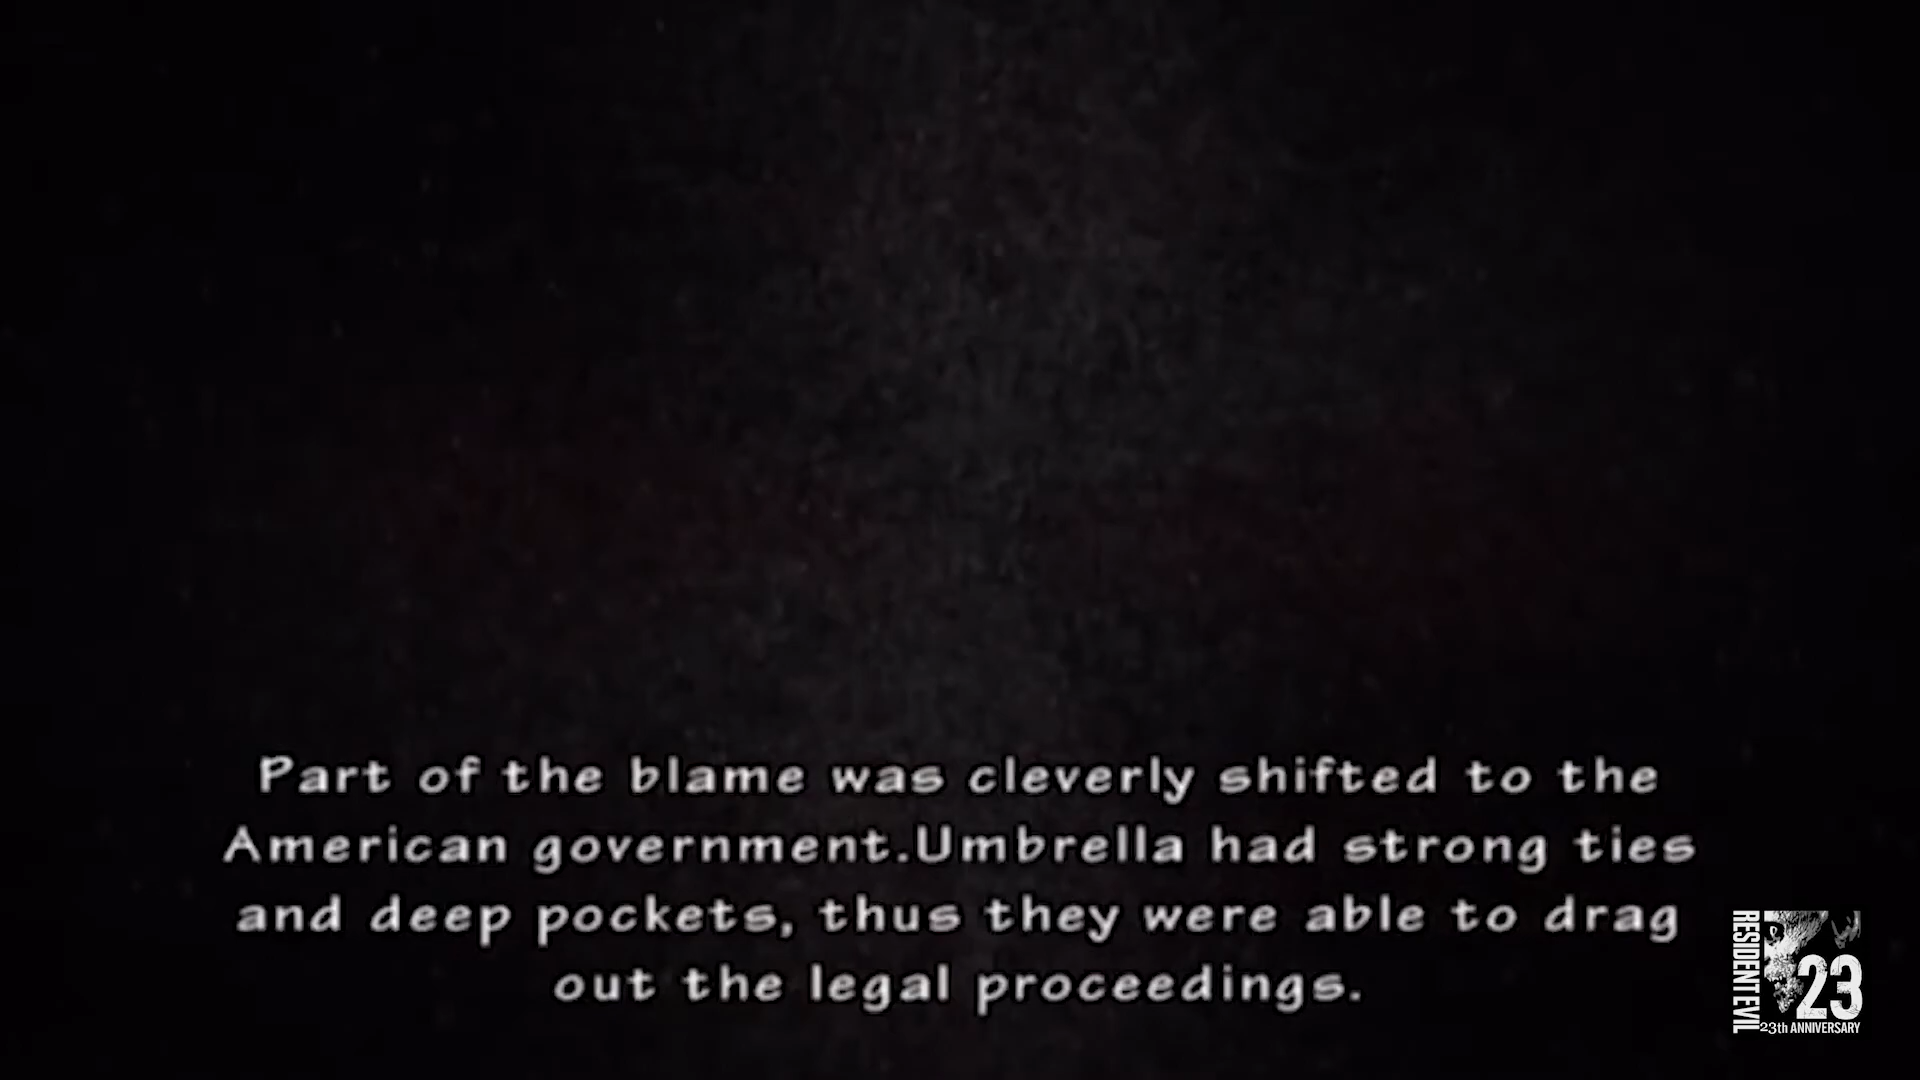 Part of the blame was cleverly shifted to the
American government.Umbrella had strong ties
and deep pockets, thus they were able to drag
out the legal proceedings.
RESIDENT EVIL
23
23th ANNIVERSARY